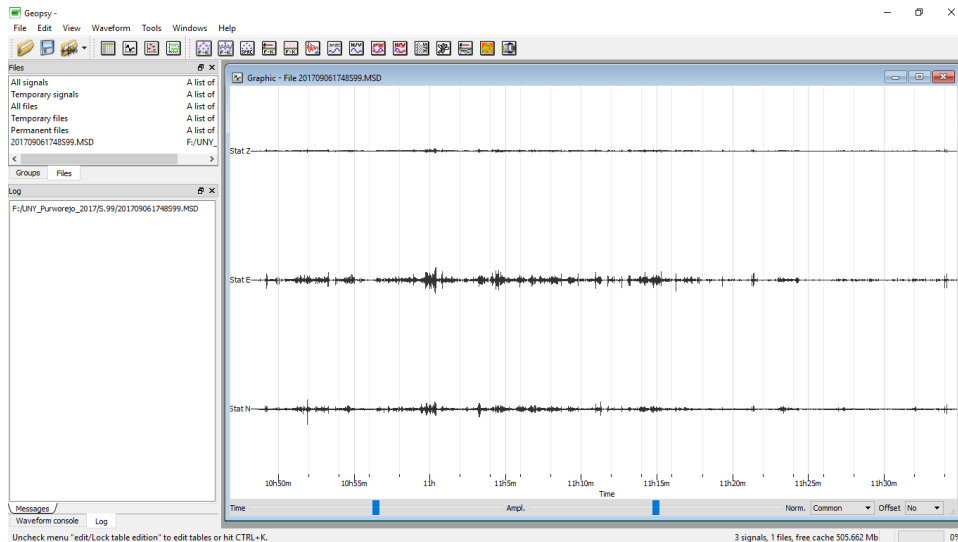 Geopsy -
File Edit View Waveform Tools Windows Help
Files
All signals A list of
Temporary signals A list of
All files A list of
Temporary files A list of
Permanent files A list of
201709061748S99.MSD F:/UNY_
Groups Files
Log
F:/UNY_Purworejo_2017/S.99/201709061748S99.MSD
Messages
Waveform console Log
Graphic - File 201709061748S99.MSD
Stat Z
Stat E
Stat N
10h50m 10h55m 11h 11h5m 11h10m 11h15m 11h20m 11h25m 11h30m
Time
Time Ampl. Norm. Common Offset No
Uncheck menu "edit/Lock table edition" to edit tables or hit CTRL+K. 3 signals, 1 files, free cache 505.662 Mb 0%